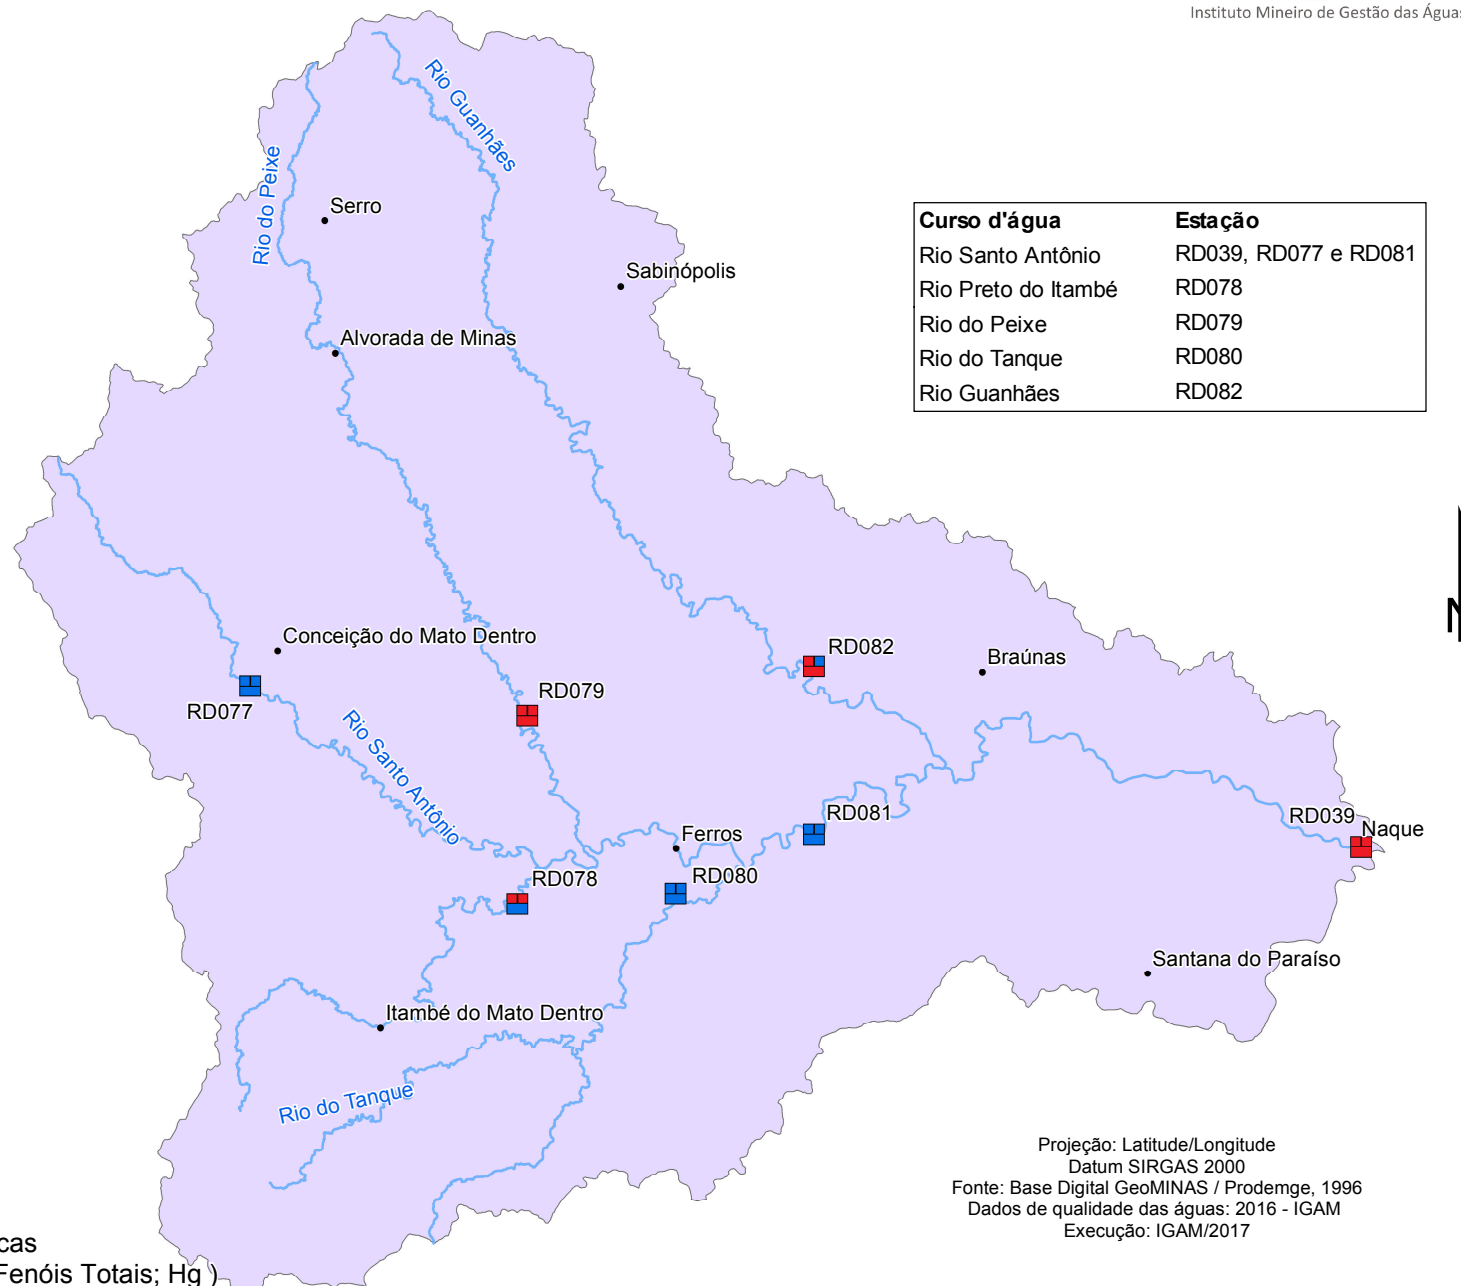 Instituto Mineiro de Gestão das Águas
Rio Guanhães
Rio do Peixe
Serro
Curso d'água Estação
Rio Santo Antônio RD039, RD077 e RD081
Rio Preto do Itambé RD078
Rio do Peixe RD079
Rio do Tanque RD080
Rio Guanhães RD082
Sabinópolis
Alvorada de Minas
N
Conceição do Mato Dentro
RD082
Braúnas
RD079
RD077
Rio Santo Antônio
RD081
RD039
Naque
Ferros
RD078
RD080
Santana do Paraíso
Itambé do Mato Dentro
Rio do Tanque
Projeção: Latitude/Longitude
Datum SIRGAS 2000
Fonte: Base Digital GeoMINAS / Prodemge, 1996
Dados de qualidade das águas: 2016 - IGAM
Execução: IGAM/2017
cas
Fenóis Totais; Hg )